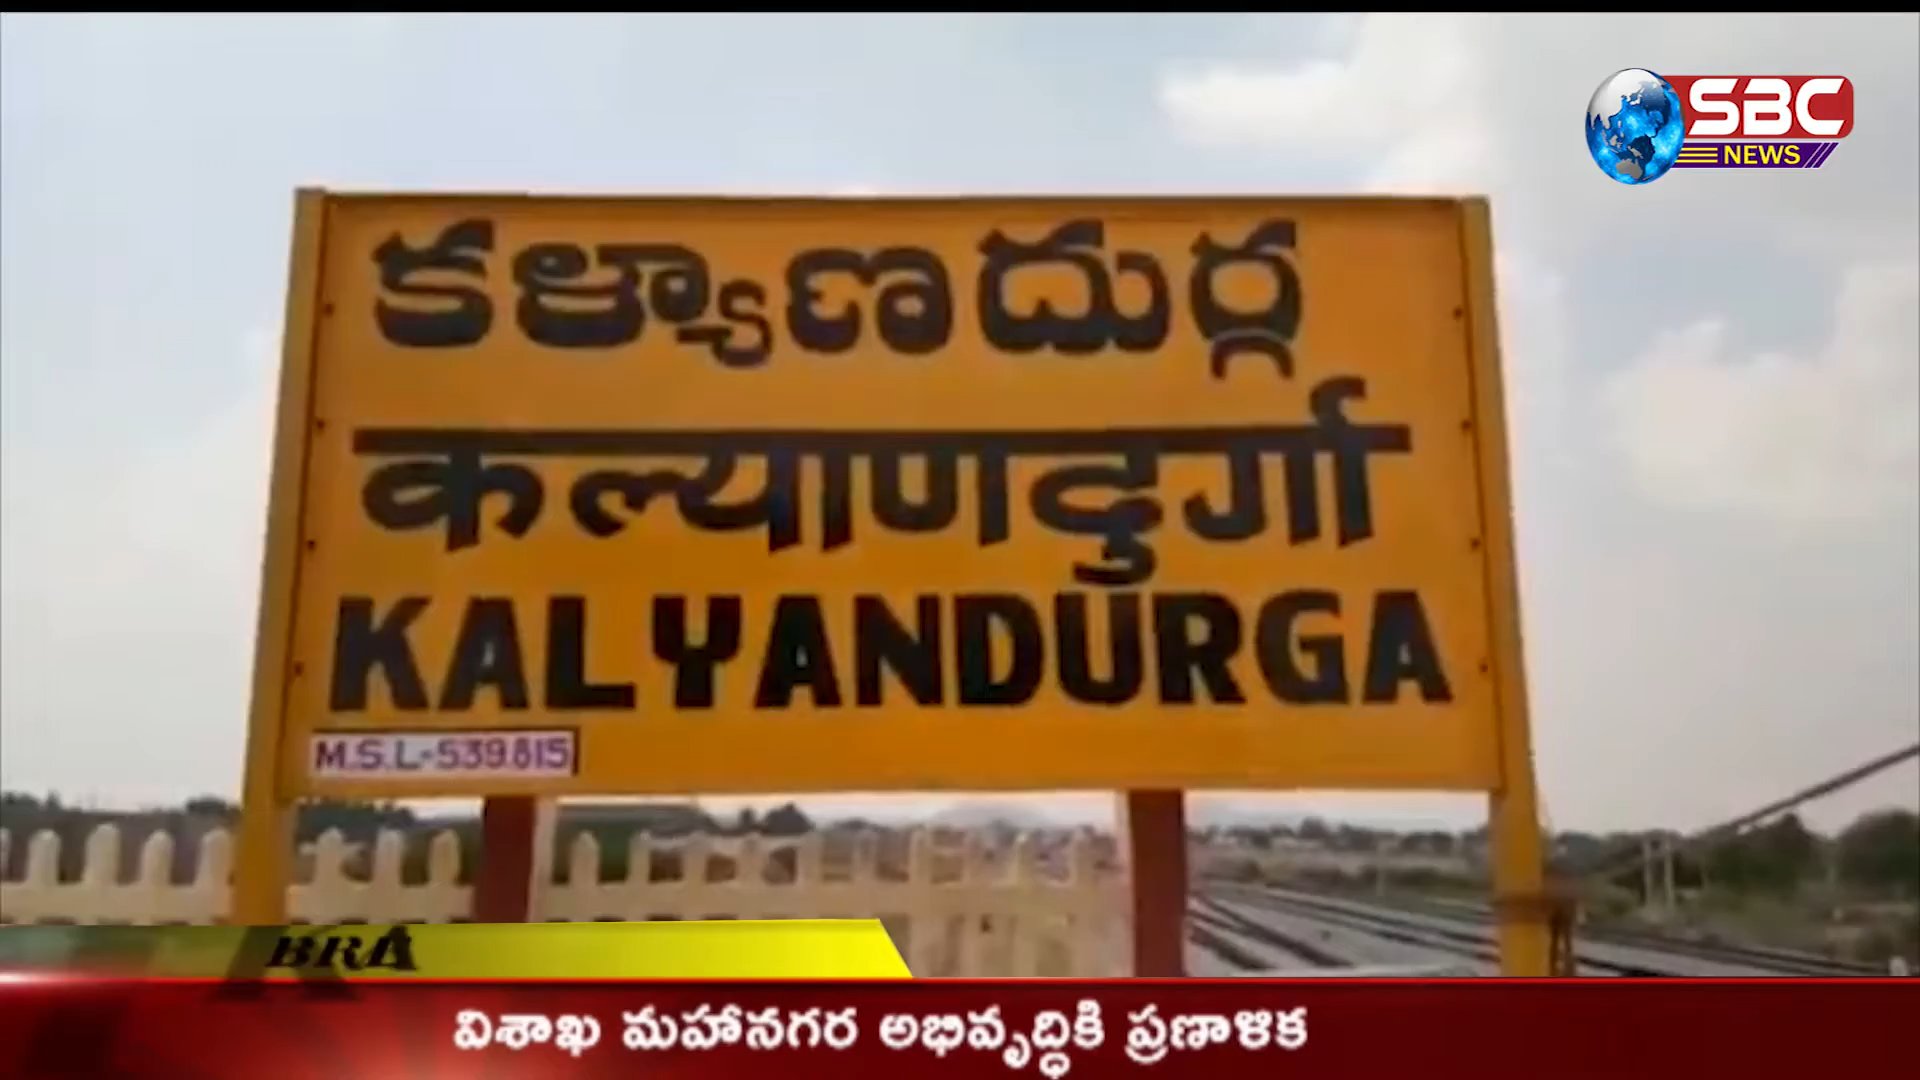 SBC
NEWS
కళ్యాణదుర్గ
कल्याणदुर्गा
KALYANDURGA
M.S.L-539.815
BRA
విశాఖ మహానగర అభివృద్ధికి ప్రణాళిక